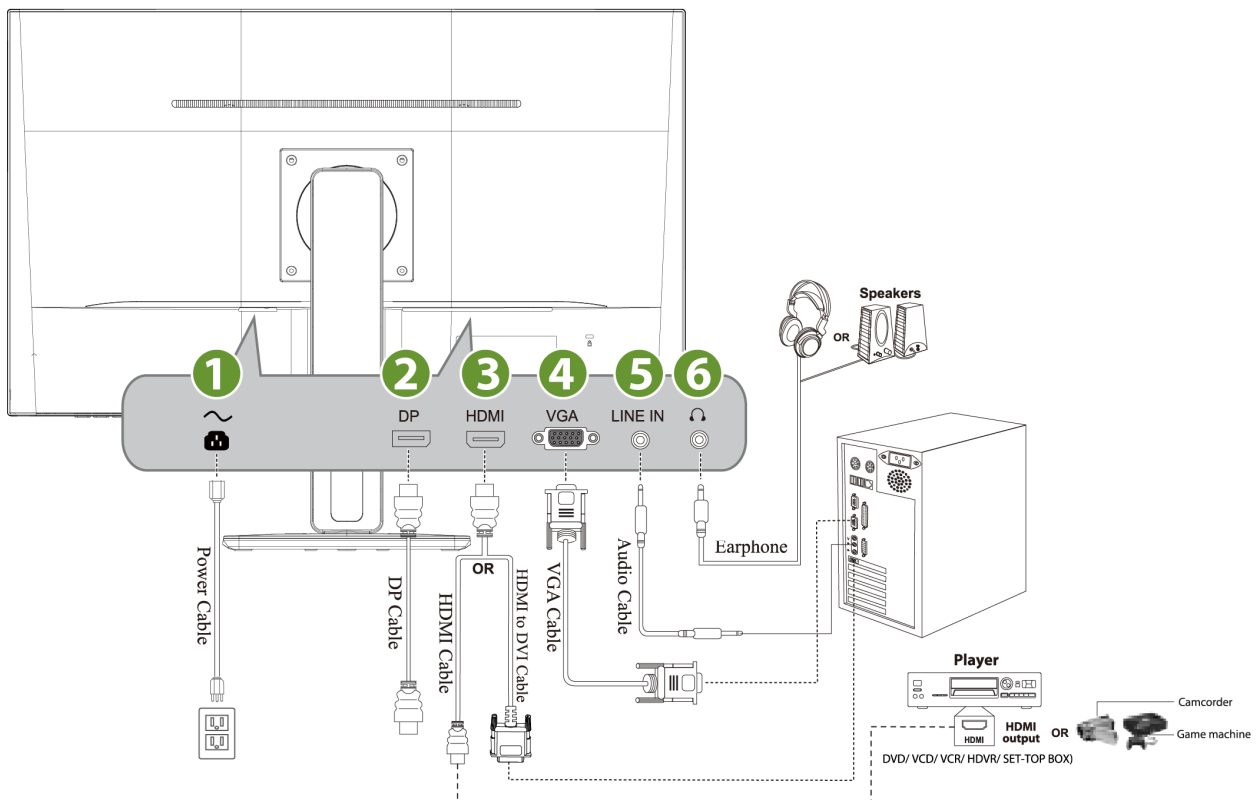 1
2
3
4
5
6
DP
HDMI
VGA
LINE IN
Speakers
OR
Earphone
Power Cable
DP Cable
HDMI Cable
OR
HDMI to DVI Cable
VGA Cable
Audio Cable
Player
HDMI
HDMI
output
OR
Camcorder
Game machine
DVD/ VCD/ VCR/ HDVR/ SET-TOP BOX)